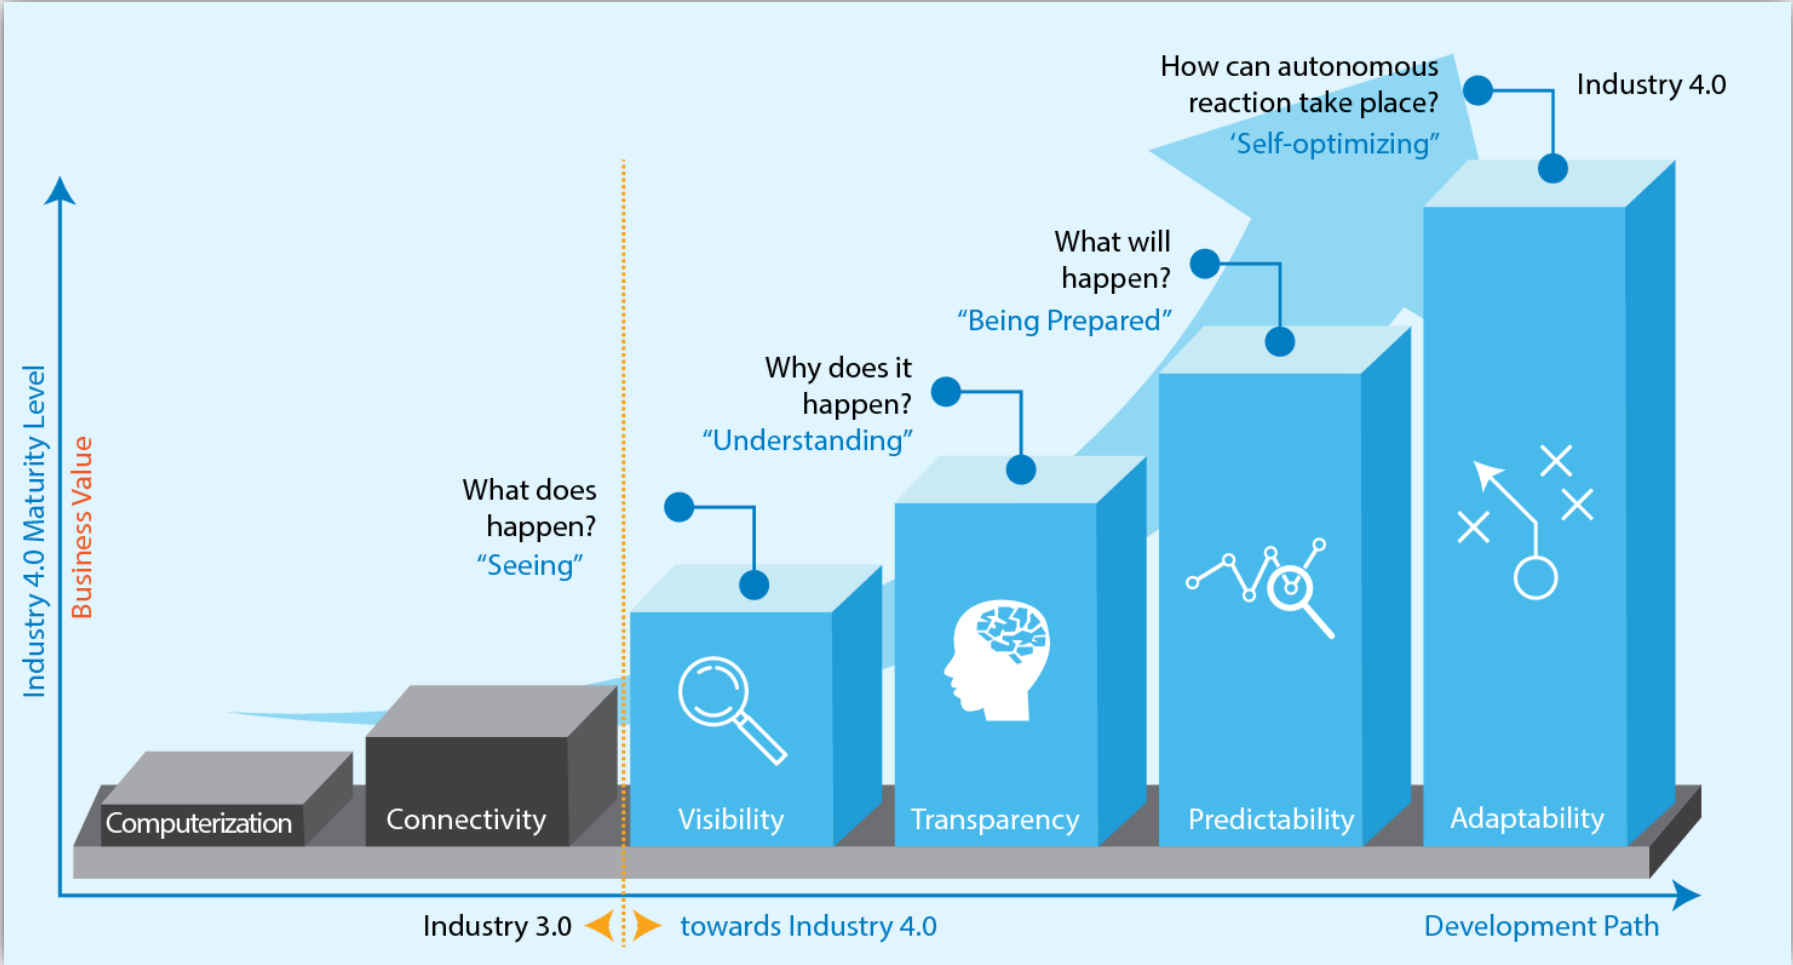 How can autonomous
reaction take place?
‘Self-optimizing”
Industry 4.0
What will
happen?
“Being Prepared”
Why does it
happen?
“Understanding”
What does
happen?
“Seeing”
Industry 4.0 Maturity Level
Business Value
Computerization
Connectivity
Visibility
Transparency
Predictability
Adaptability
Industry 3.0
towards Industry 4.0
Development Path